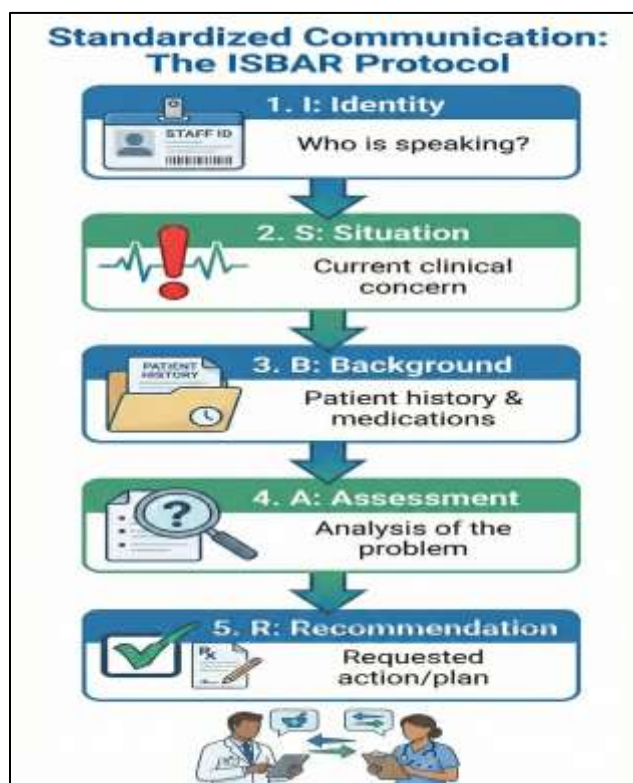 Standardized Communication:
The ISBAR Protocol
1. I: Identity
STAFF ID
Who is speaking?
2. S: Situation
Current clinical
concern
3. B: Background
PATIENT
HISTORY
Patient history &
medications
4. A: Assessment
?
Analysis of the
problem
5. R: Recommendation
Rx
Requested
action/plan